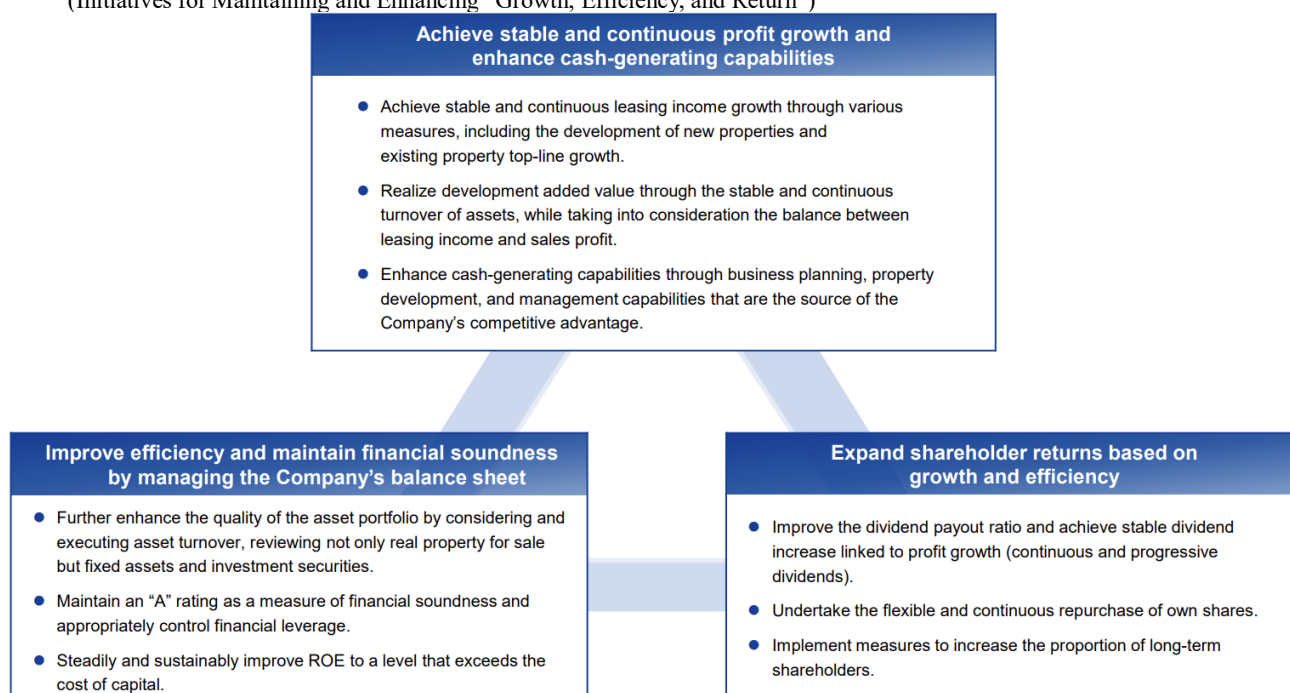 (Initiatives for Maintaining and Enhancing "Growth, Efficiency, and Return")
Achieve stable and continuous profit growth and
enhance cash-generating capabilities
● Achieve stable and continuous leasing income growth through various
measures, including the development of new properties and
existing property top-line growth.
● Realize development added value through the stable and continuous
turnover of assets, while taking into consideration the balance between
leasing income and sales profit.
● Enhance cash-generating capabilities through business planning, property
development, and management capabilities that are the source of the
Company's competitive advantage.
Improve efficiency and maintain financial soundness
by managing the Company's balance sheet
● Further enhance the quality of the asset portfolio by considering and
executing asset turnover, reviewing not only real property for sale
but fixed assets and investment securities.
● Maintain an “A” rating as a measure of financial soundness and
appropriately control financial leverage.
● Steadily and sustainably improve ROE to a level that exceeds the
cost of capital.
Expand shareholder returns based on
growth and efficiency
● Improve the dividend payout ratio and achieve stable dividend
increase linked to profit growth (continuous and progressive
dividends).
● Undertake the flexible and continuous repurchase of own shares.
● Implement measures to increase the proportion of long-term
shareholders.